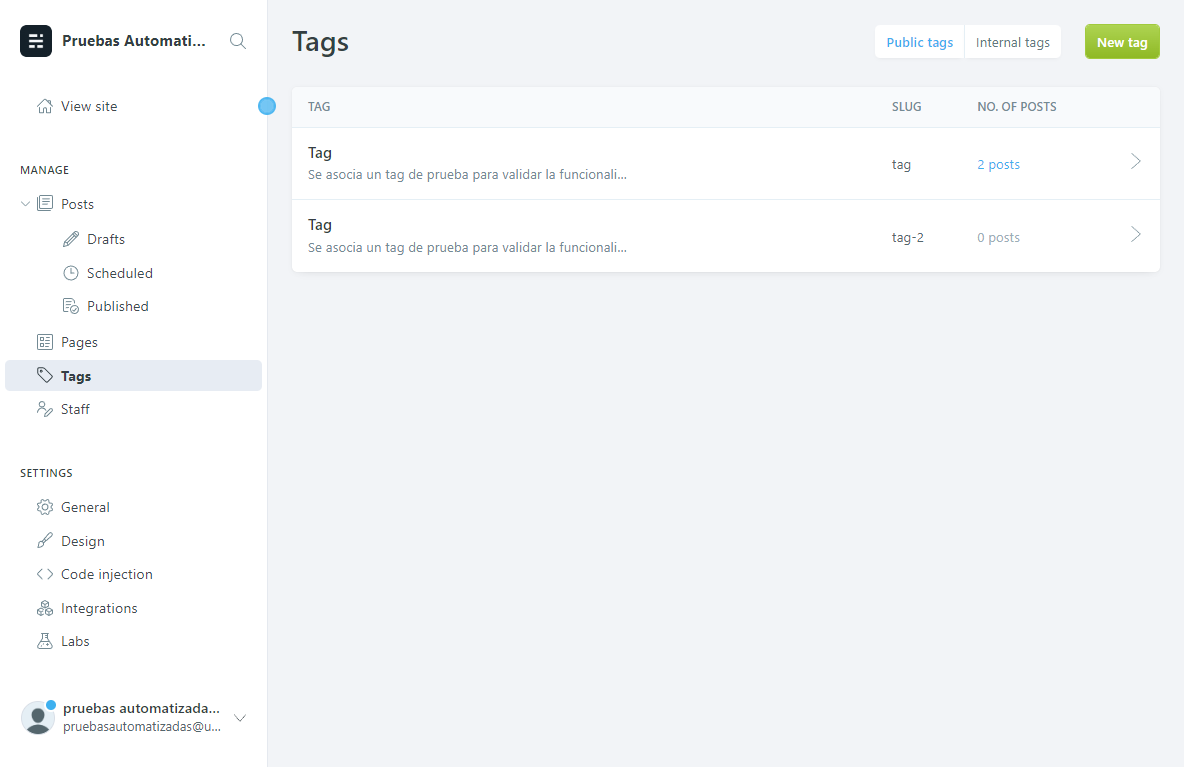 Pruebas Automati...
View site
MANAGE
Posts
Drafts
Scheduled
Published
Pages
Tags
Staff
SETTINGS
General
Design
Code injection
Integrations
Labs
pruebas automatizada...
pruebasautomatizadas@u...
Tags
Public tags
Internal tags
New tag
TAG SLUG NO. OF POSTS
Tag
Se asocia un tag de prueba para validar la funcionali...
tag 2 posts
Tag
Se asocia un tag de prueba para validar la funcionali...
tag-2 0 posts